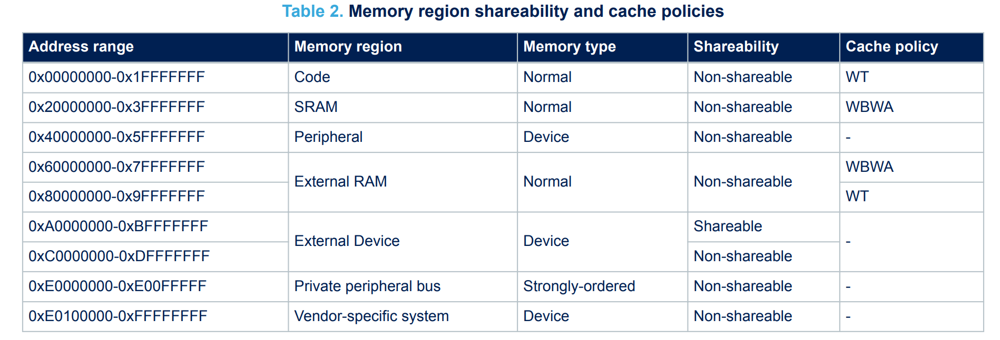 Table 2. Memory region shareability and cache policies
Address range Memory region Memory type Shareability Cache policy
0x00000000-0x1FFFFFFF Code Normal Non-shareable WT
0x20000000-0x3FFFFFFF SRAM Normal Non-shareable WBWA
0x40000000-0x5FFFFFFF Peripheral Device Non-shareable -
0x60000000-0x7FFFFFFF WBWA
External RAM Normal Non-shareable
0x80000000-0x9FFFFFFF WT
0xA0000000-0xBFFFFFFF Shareable
External Device Device -
0xC0000000-0xDFFFFFFF Non-shareable
0xE0000000-0xE00FFFFF Private peripheral bus Strongly-ordered Non-shareable -
0xE0100000-0xFFFFFFFF Vendor-specific system Device Non-shareable -